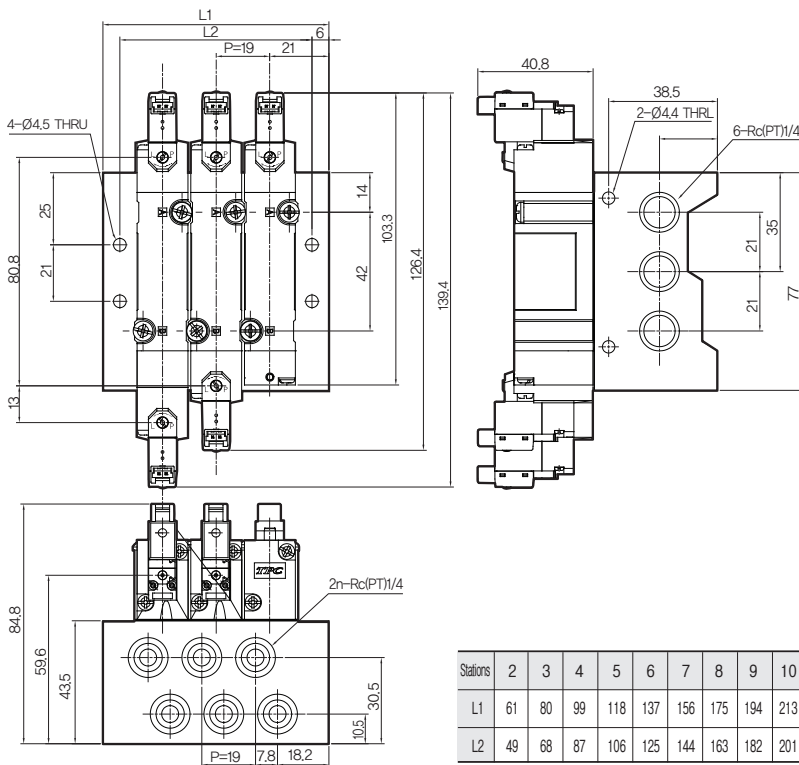 L1
L2
6
P=19
21
4-Ø4.5 THRU
25
21
80.8
13
14
42
103.3
126.4
139.4
40.8
38.5
2-Ø4.4 THRL
6-Rc(PT)1/4
21
21
35
77
L P
L P
L P
A
A
A
B
B
B
L P
L P
TPC
2n-Rc(PT)1/4
84.8
59.6
43.5
30.5
10.5
P=19
7.8
18.2
Stations 2 3 4 5 6 7 8 9 10
L1 61 80 99 118 137 156 175 194 213
L2 49 68 87 106 125 144 163 182 201